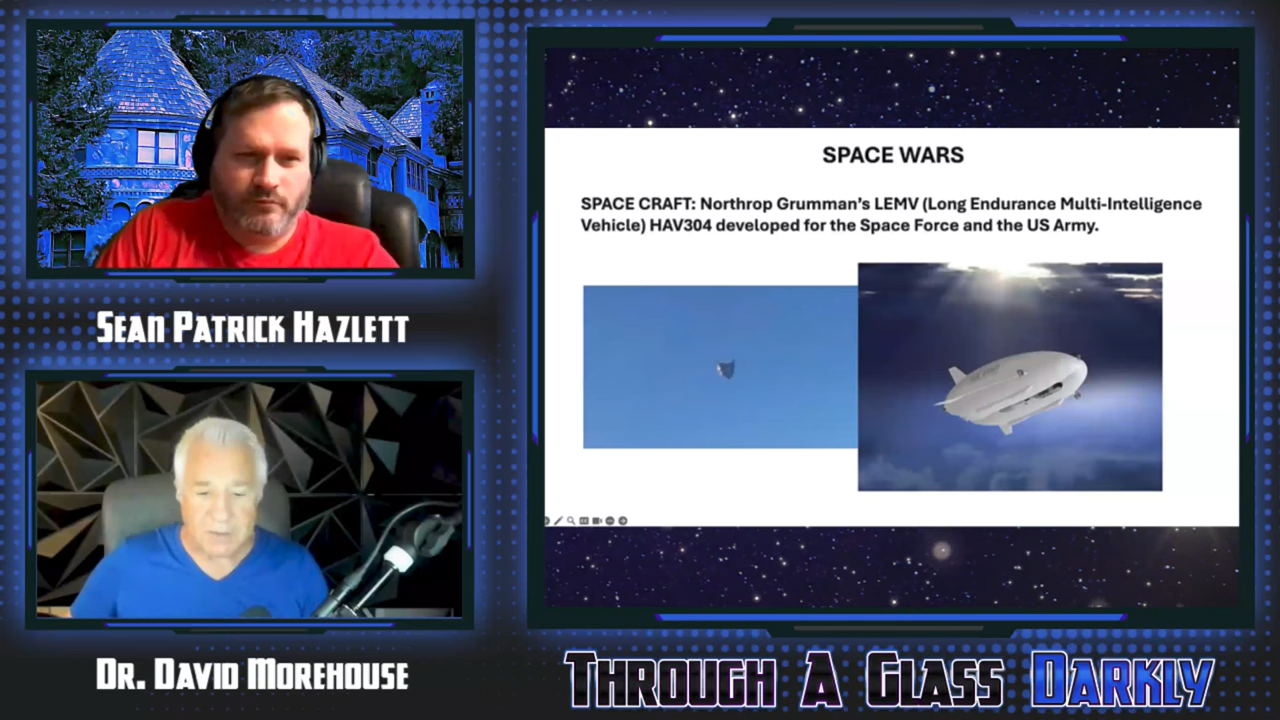 SPACE WARS
SPACE CRAFT: Northrop Grumman's LEMV (Long Endurance Multi-Intelligence
Vehicle) HAV304 developed for the Space Force and the US Army.
SEAN PATRICK HAZLETT
DR. DAVID MOREHOUSE
THROUGH A GLASS DARKLY